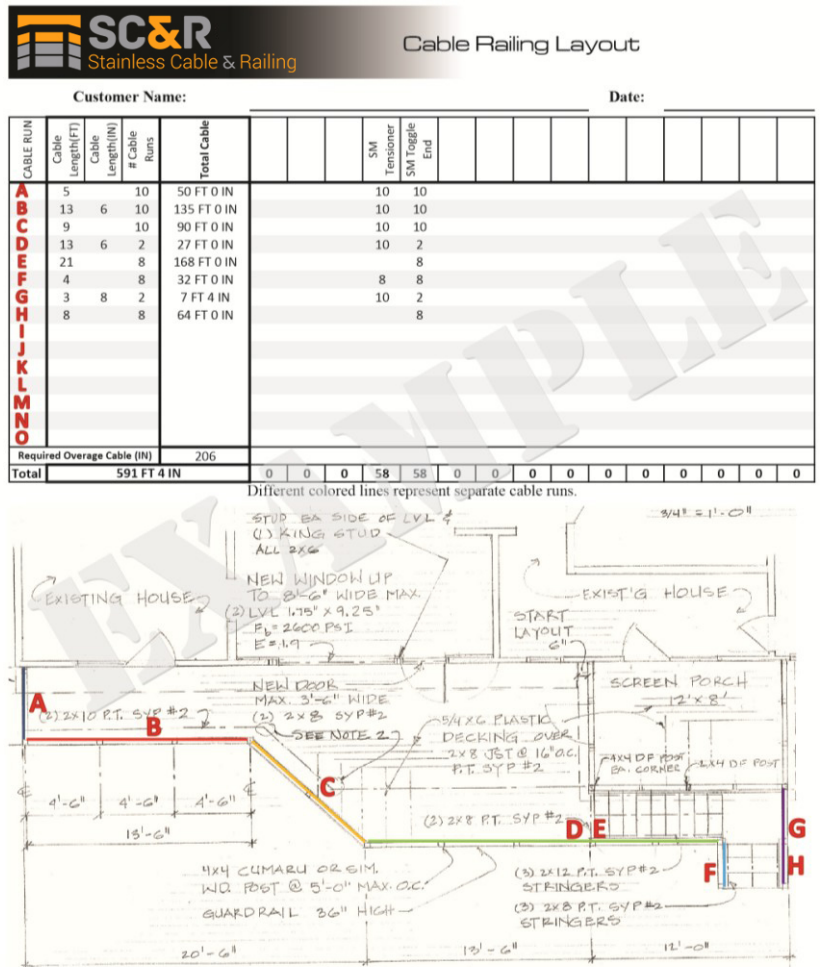 SC&R
Stainless Cable & Railing
Cable Railing Layout
Customer Name:
Date:
CABLE RUN
Cable Length(FT)
Cable Length(IN)
# Cable Runs
Total Cable
SM Tensioner
SM Toggle End
A 5 10 50 FT 0 IN 10 10
B 13 6 10 135 FT 0 IN 10 10
C 9 10 90 FT 0 IN 10 10
D 13 6 2 27 FT 0 IN 10 2
E 21 8 168 FT 0 IN 8
F 4 8 32 FT 0 IN 8 8
G 3 8 2 7 FT 4 IN 10 2
H 8 8 64 FT 0 IN 8
I
J
K
L
M
N
O
Required Overage Cable (IN) 206
Total 591 FT 4 IN 0 0 0 58 58 0 0 0 0 0 0 0 0 0 0
Different colored lines represent separate cable runs.
EXAMPLE
STUD EA SIDE OF LVL &
(1) KING STUD
ALL 2X6
3/4" = 1'-0"
EXISTING HOUSE
NEW WINDOW UP
TO 8'-6" WIDE MAX.
(2) LVL 1.75" X 9.25"
Fb = 2600 PSI
E = 1.9
EXIST'G HOUSE
START
LAYOUT
6"
NEW DOOR
MAX. 3'-6" WIDE
(2) 2X8 SYP #2
SEE NOTE 2
SCREEN PORCH
12' X 8'
A
(2) 2X10 P.T. SYP #2
B
5/4X6 PLASTIC
DECKING OVER
2X8 JST @ 16" O.C.
P.T. SYP #2
4X4 DF POST
EA. CORNER
2X4 DF POST
C
4'-6" 4'-6" 4'-6"
13'-6"
(2) 2X8 P.T. SYP #2
D E
G
F H
4X4 CUMARU OR SIM.
WD. POST @ 5'-0" MAX. O.C.
GUARDRAIL 36" HIGH
(3) 2X12 P.T. SYP #2
STRINGERS
(3) 2X8 P.T. SYP #2
STRINGERS
20'-6" 13'-6" 12'-0"